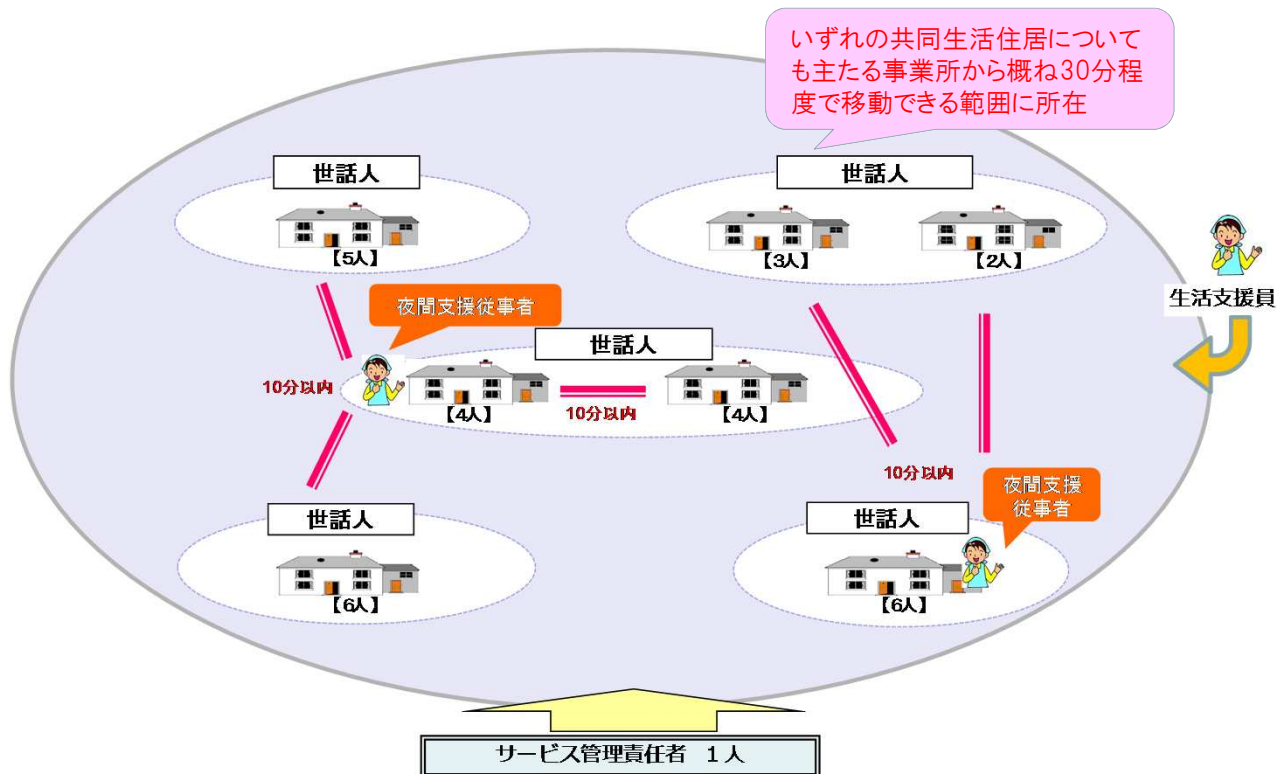 いずれの共同生活住居について
も主たる事業所から概ね30分程
度で移動できる範囲に所在
世話人
【5人】
世話人
【3人】
【2人】
生活支援員
夜間支援従事者
世話人
10分以内
【4人】
10分以内
【4人】
10分以内
夜間支援
従事者
世話人
【6人】
世話人
【6人】
サービス管理責任者 1人